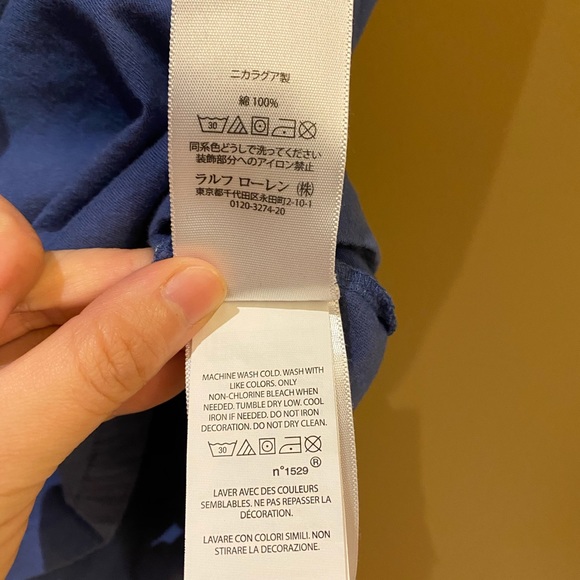 ニカラグア製
綿 100%
30
同系色どうしで洗ってください
装飾部分へのアイロン禁止
ラルフ ローレン ㈱
東京都千代田区永田町2-10-1
0120-3274-20
MACHINE WASH COLD. WASH WITH
LIKE COLORS. ONLY
NON-CHLORINE BLEACH WHEN
NEEDED. TUMBLE DRY LOW. COOL
IRON IF NEEDED. DO NOT IRON
DECORATION. DO NOT DRYCLEAN
30
®
n°1529
LAVER AVEC DES COULEURS
SEMBLABLES. NE PAS REPASSER LA
DÉCORATION.
LAVARE CON COLORI SIMILI. NON
STIRARE LA DECORAZIONE.